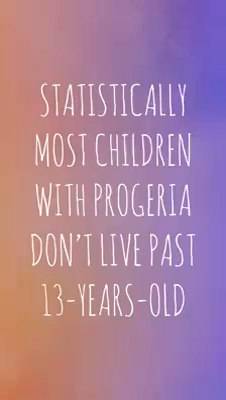 STATISTICALLY
MOST CHILDREN
WITH PROGERIA
DON'T LIVE PAST
13-YEARS-OLD